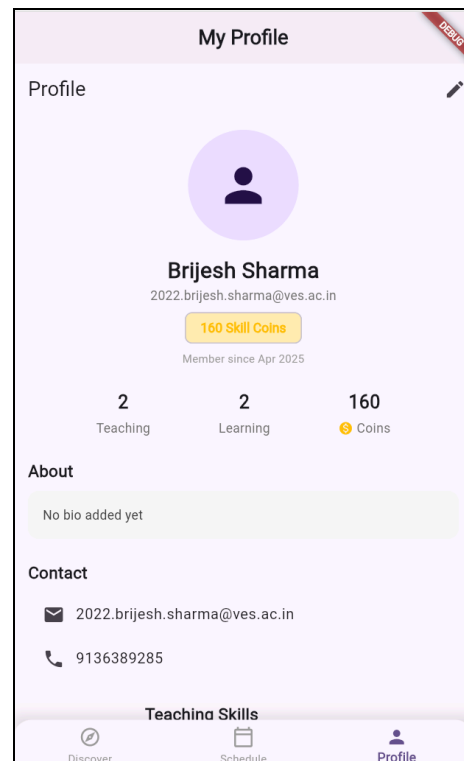 My Profile
DEBUG
Profile
Brijesh Sharma
2022.brijesh.sharma@ves.ac.in
160 Skill Coins
Member since Apr 2025
2 2 160
Teaching Learning $ Coins
About
No bio added yet
Contact
2022.brijesh.sharma@ves.ac.in
9136389285
Teaching Skills
Discover Schedule Profile